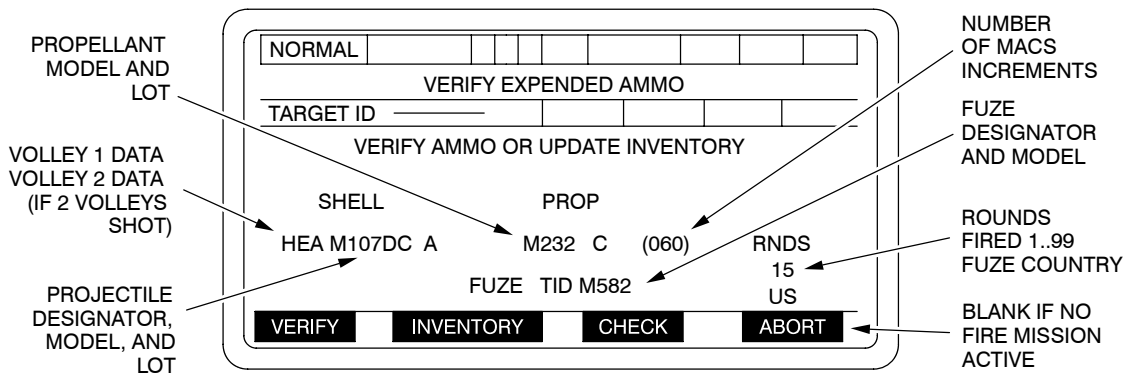 PROPELLANT
MODEL AND
LOT
VOLLEY 1 DATA
VOLLEY 2 DATA
(IF 2 VOLLEYS
SHOT)
PROJECTILE
DESIGNATOR,
MODEL, AND
LOT
NORMAL
VERIFY EXPENDED AMMO
TARGET ID
VERIFY AMMO OR UPDATE INVENTORY
SHELL PROP
HEA M107DC A M232 C (060) RNDS
15
FUZE TID M582
US
VERIFY INVENTORY CHECK ABORT
NUMBER
OF MACS
INCREMENTS
FUZE
DESIGNATOR
AND MODEL
ROUNDS
FIRED 1..99
FUZE COUNTRY
BLANK IF NO
FIRE MISSION
ACTIVE